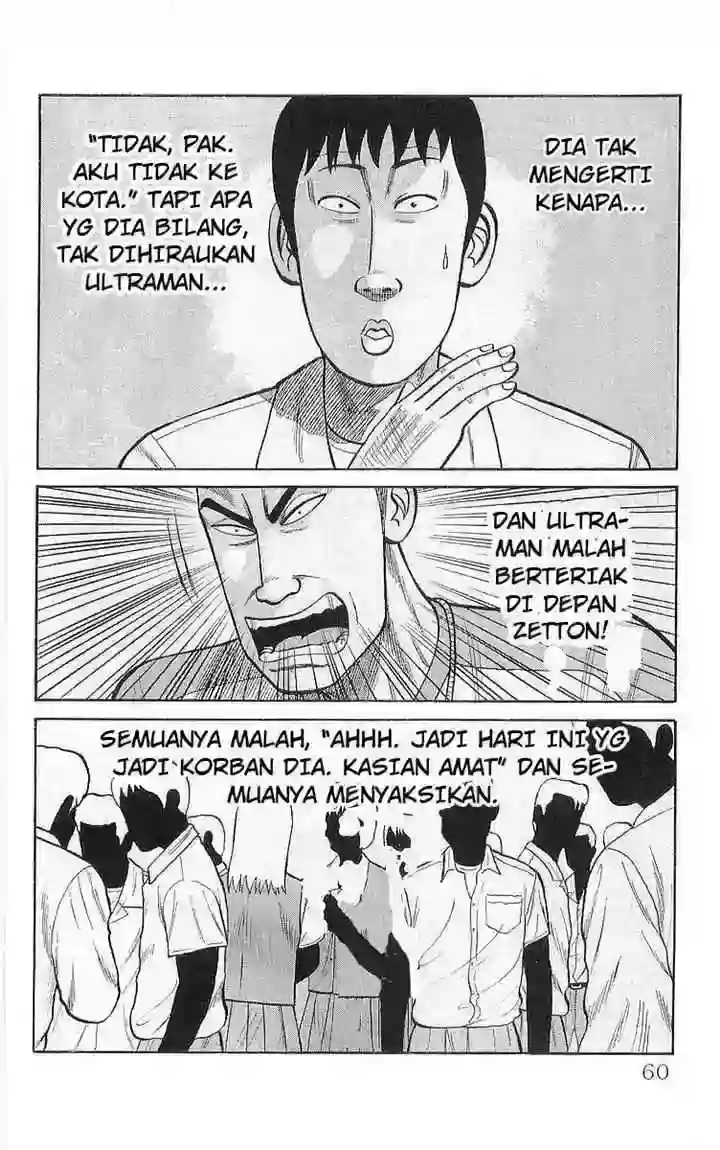 DIA TAK
MENGERTI
KENAPA...
"TIDAK, PAK.
AKU TIDAK KE
KOTA." TAPI APA
YG DIA BILANG,
TAK DIHIRAUKAN
ULTRAMAN...
DAN ULTRA-
MAN MALAH
BERTERIAK
DI DEPAN
ZETTON!
SEMUANYA MALAH, "AHHH. JADI HARI INI YG
JADI KORBAN DIA. KASIAN AMAT" DAN SE-
MUANYA MENYAKSIKAN.
60